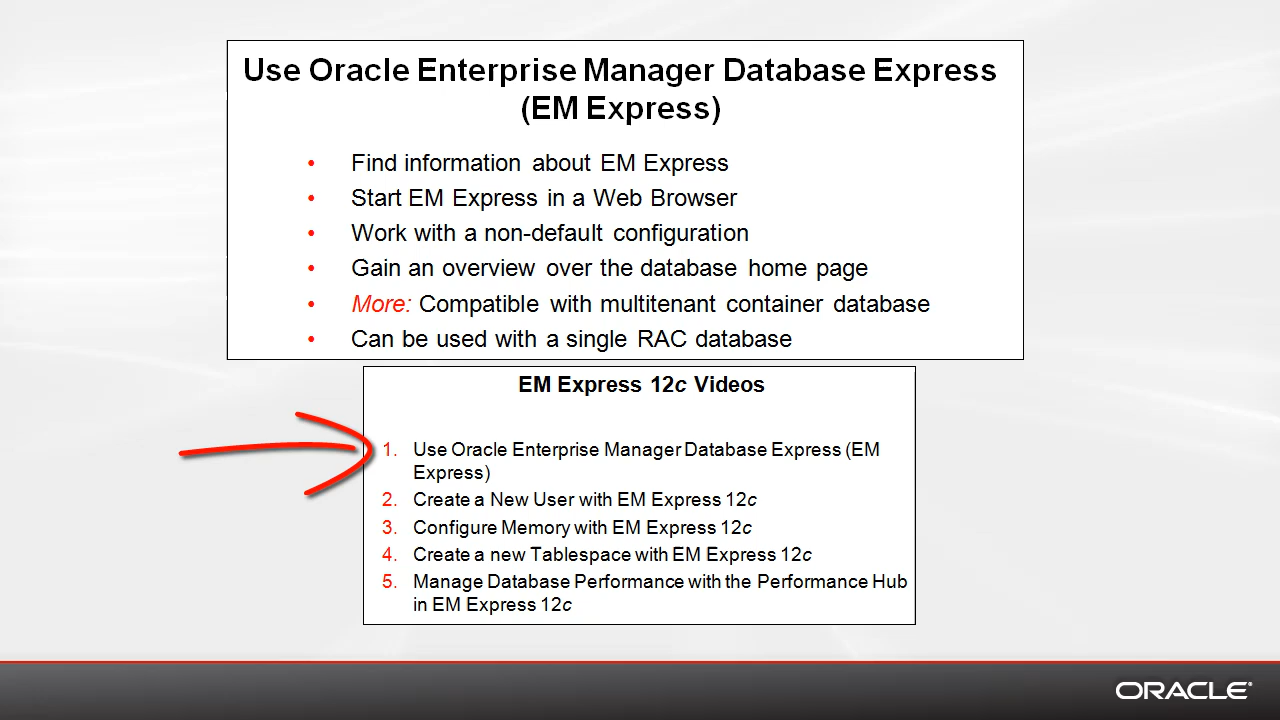 Use Oracle Enterprise Manager Database Express
(EM Express)
• Find information about EM Express
• Start EM Express in a Web Browser
• Work with a non-default configuration
• Gain an overview over the database home page
• More: Compatible with multitenant container database
• Can be used with a single RAC database
EM Express 12c Videos
1. Use Oracle Enterprise Manager Database Express (EM
Express)
2. Create a New User with EM Express 12c
3. Configure Memory with EM Express 12c
4. Create a new Tablespace with EM Express 12c
5. Manage Database Performance with the Performance Hub
in EM Express 12c
ORACLE®